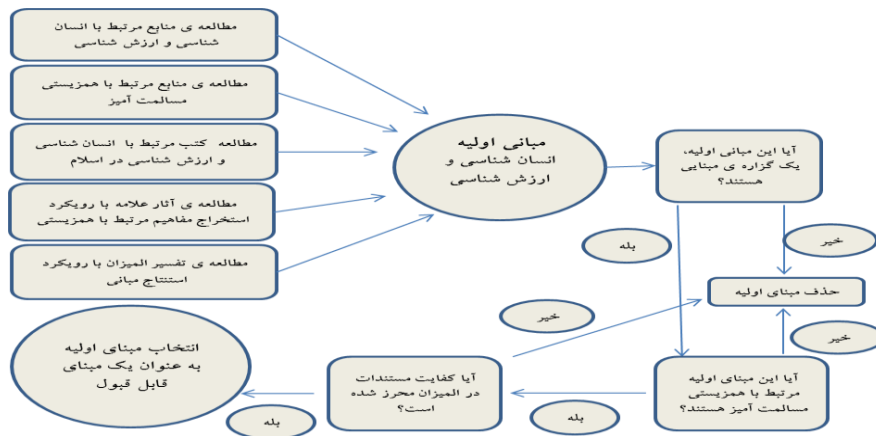 مطالعه ی منابع مرتبط با انسان
شناسی و ارزش شناسی
مطالعه ی منابع مرتبط با همزیستی
مسالمت آمیز
مطالعه کتب مرتبط با انسان شناسی
و ارزش شناسی در اسلام
مطالعه ی آثار علامه با رویکرد
استخراج مفاهیم مرتبط با همزیستی
مطالعه ی تفسیر المیزان با رویکرد
استنتاج مبانی
مبانی اولیه
انسان شناسی و
ارزش شناسی
آیا این مبانی اولیه،
یک گزاره ی مبنایی
هستند؟
بله
خیر
حذف مبنای اولیه
خیر
خیر
آیا این مبنای اولیه
مرتبط با همزیستی
مسالمت آمیز هستند؟
بله
آیا کفایت مستندات
در المیزان محرز شده
است؟
بله
انتخاب مبنای اولیه
به عنوان یک مبنای
قابل قبول